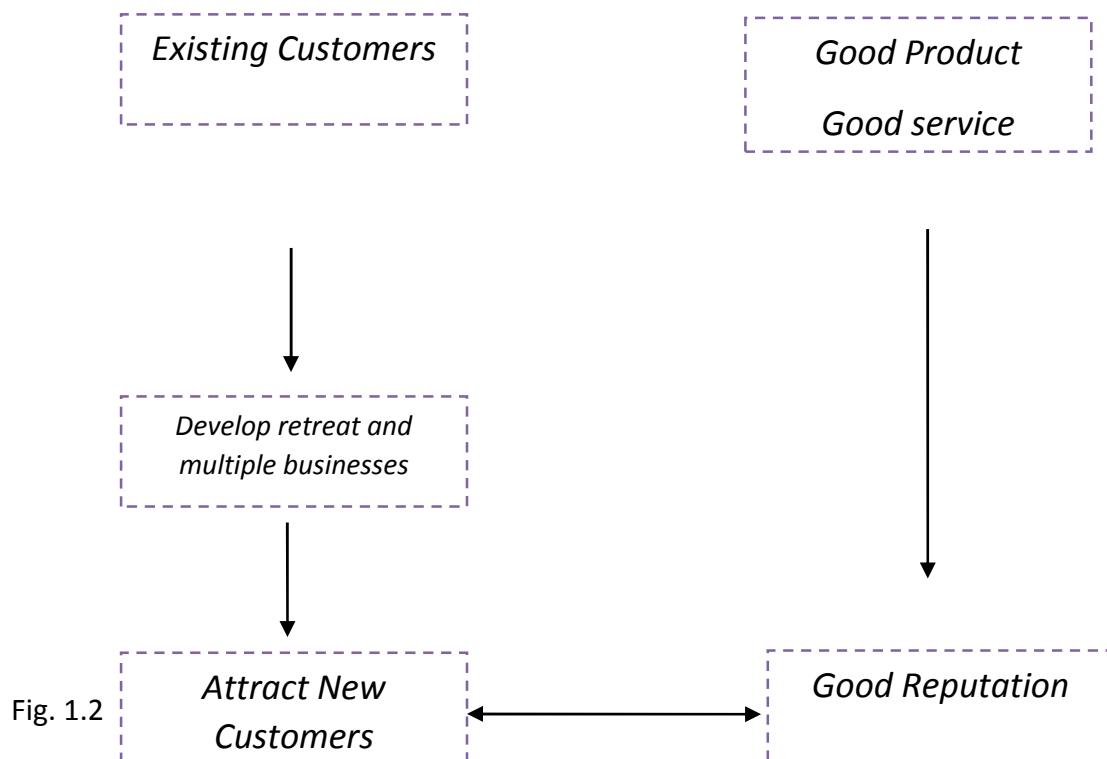 Existing Customers
Good Product
Good service
Develop retreat and
multiple businesses
Attract New
Customers
Good Reputation
Fig. 1.2